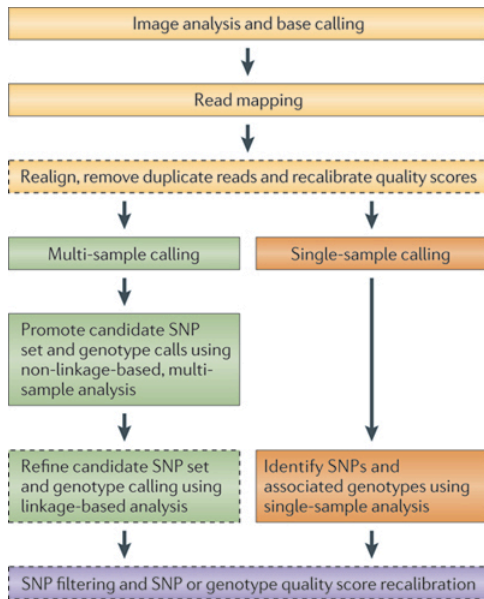 Image analysis and base calling
Read mapping
Realign, remove duplicate reads and recalibrate quality scores
Multi-sample calling
Single-sample calling
Promote candidate SNP
set and genotype calls using
non-linkage-based, multi-
sample analysis
Refine candidate SNP set
and genotype calling using
linkage-based analysis
Identify SNPs and
associated genotypes using
single-sample analysis
SNP filtering and SNP or genotype quality score recalibration